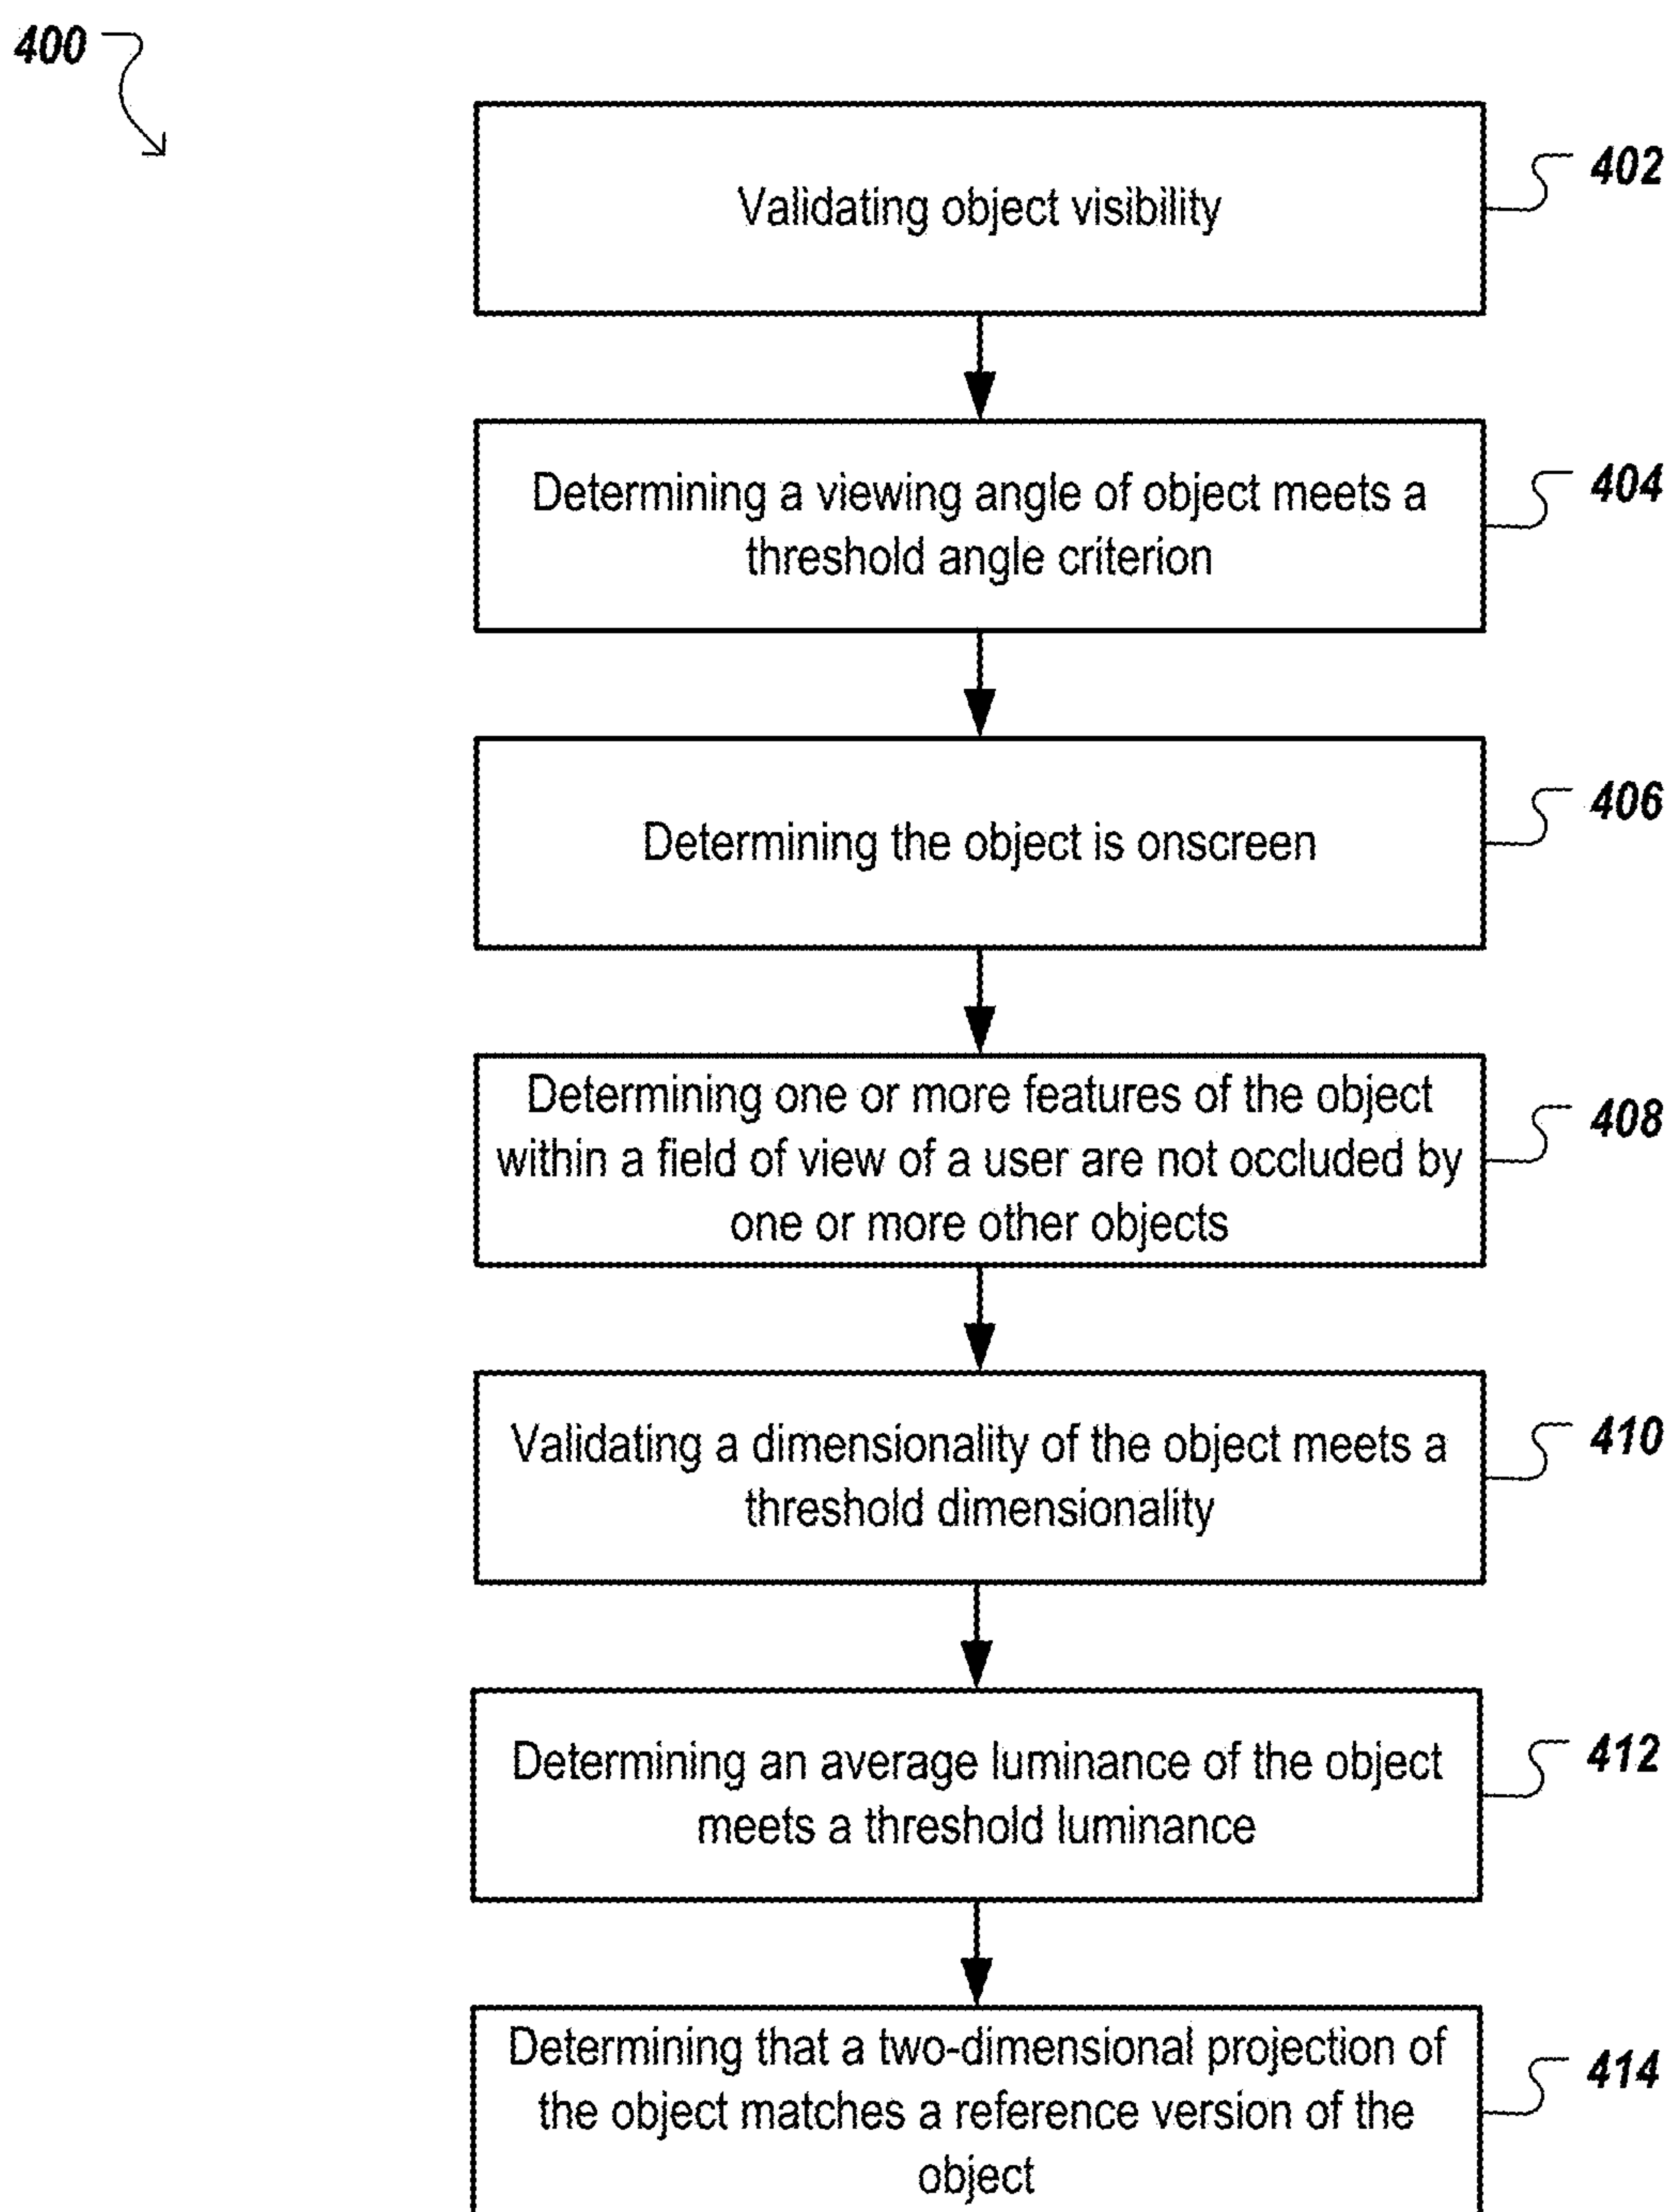 400
Validating object visibility
402
Determining a viewing angle of object meets a
threshold angle criterion
404
Determining the object is onscreen
406
Determining one or more features of the object
within a field of view of a user are not occluded by
one or more other objects
408
Validating a dimensionality of the object meets a
threshold dimensionality
410
Determining an average luminance of the object
meets a threshold luminance
412
Determining that a two-dimensional projection of
the object matches a reference version of the
object
414